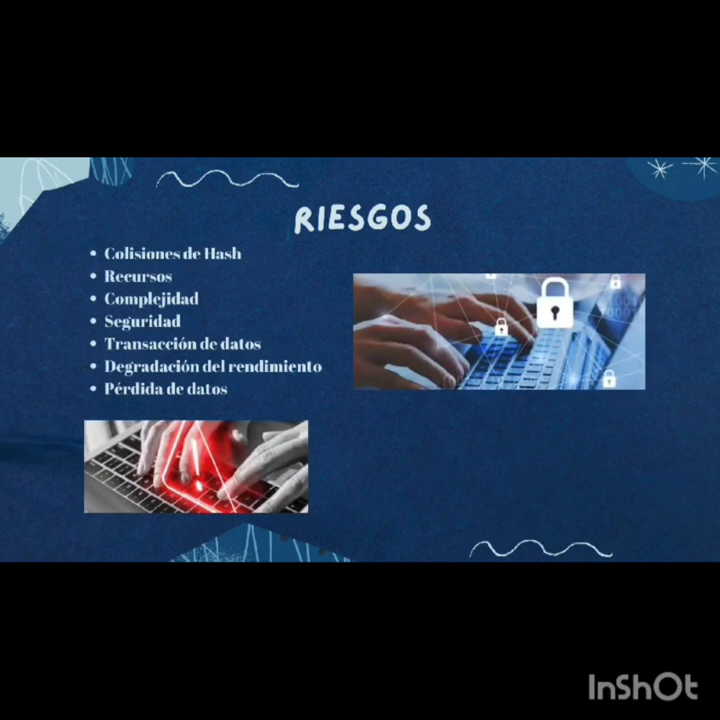 RIESGOS
• Colisiones de Hash
• Recursos
• Complejidad
• Seguridad
• Transacción de datos
• Degradación del rendimiento
• Pérdida de datos
InShOt